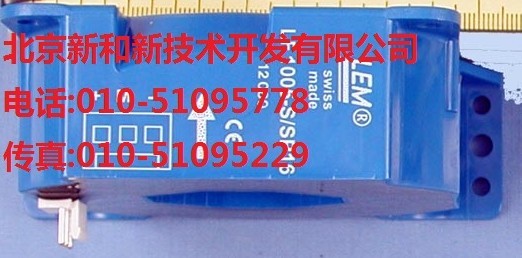 北京新和新技术开发有限公司
电话:010-51095778
传真:010-51095229
LEM®
swiss
made
CE
+
-